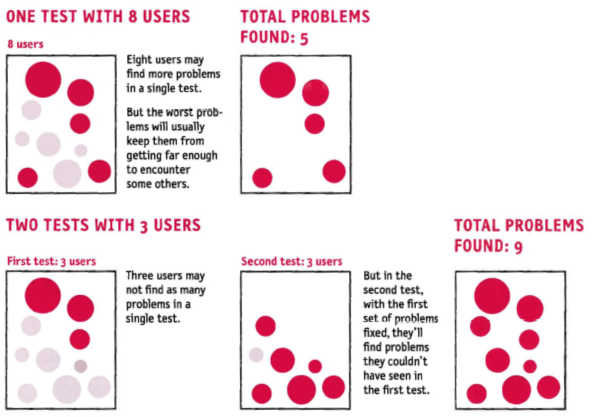 ONE TEST WITH 8 USERS
8 users
Eight users may
find more problems
in a single test.
But the worst prob-
lems will usually
keep them from
getting far enough
to encounter
some others.
TOTAL PROBLEMS
FOUND: 5
TWO TESTS WITH 3 USERS
First test: 3 users
Three users may
not find as many
problems in a
single test.
Second test: 3 users
But in the
second test,
with the first
set of problems
fixed, they'll
find problems
they couldn't
have seen in
the first test.
TOTAL PROBLEMS
FOUND: 9